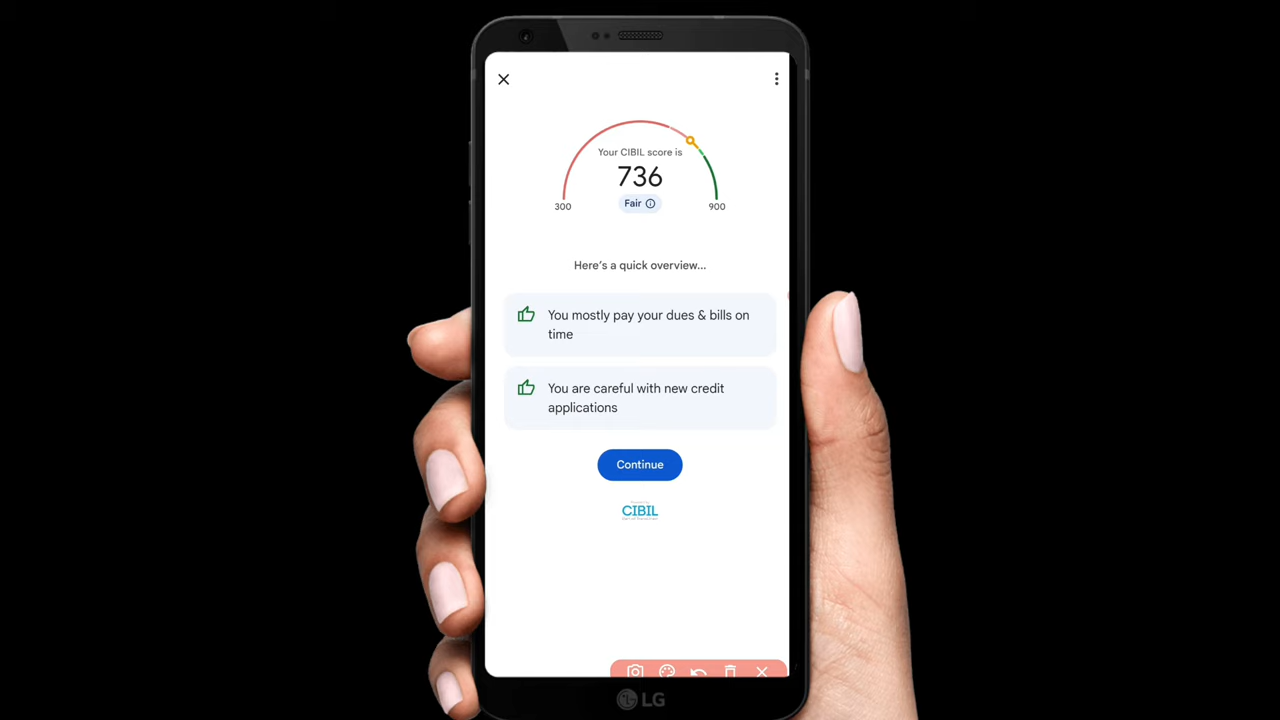 Your CIBIL score is
736
Fair
300
900
Here's a quick overview...
You mostly pay your dues & bills on
time
You are careful with new credit
applications
Continue
CIBIL
LG